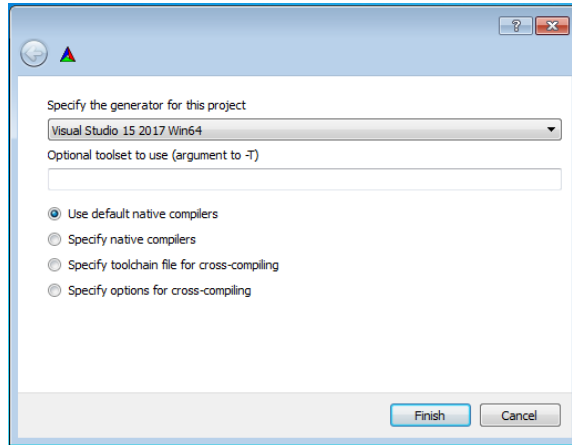 ?
Specify the generator for this project
Visual Studio 15 2017 Win64
Optional toolset to use (argument to -T)
Use default native compilers
Specify native compilers
Specify toolchain file for cross-compiling
Specify options for cross-compiling
Finish Cancel